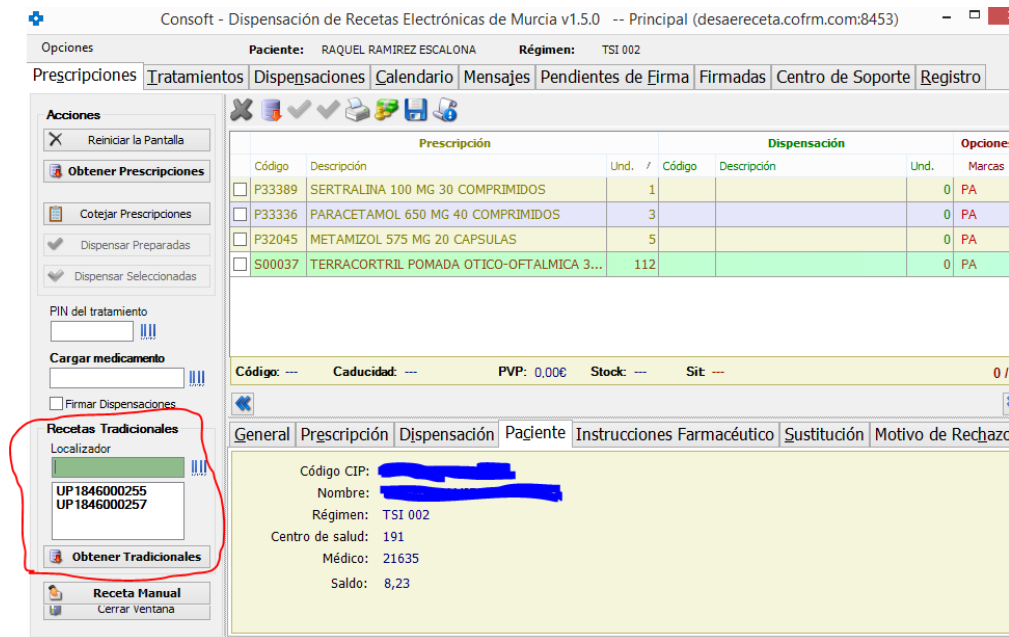 Consoft - Dispensación de Recetas Electrónicas de Murcia v1.5.0 -- Principal (desaereceta.cofrm.com:8453)
Opciones Paciente: RAQUEL RAMIREZ ESCALONA Régimen: TSI 002
Prescripciones Tratamientos Dispensaciones Calendario Mensajes Pendientes de Firma Firmadas Centro de Soporte Registro
Acciones
Reiniciar la Pantalla
Obtener Prescripciones
Cotejar Prescripciones
Dispensar Preparadas
Dispensar Seleccionadas
PIN del tratamiento
Cargar medicamento
Firmar Dispensaciones
Recetas Tradicionales
Localizador
UP1846000255
UP1846000257
Obtener Tradicionales
Receta Manual
Cerrar Ventana
Prescripción Dispensación Opciones
Código Descripción Und. / Código Descripción Und. Marcas
P33389 SERTRALINA 100 MG 30 COMPRIMIDOS 1 0 PA
P33336 PARACETAMOL 650 MG 40 COMPRIMIDOS 3 0 PA
P32045 METAMIZOL 575 MG 20 CAPSULAS 5 0 PA
S00037 TERRACORTRIL POMADA OTICO-OFTALMICA 3... 112 0 PA
Código: --- Caducidad: --- PVP: 0,00€ Stock: --- Sit: --- 0 /
General Prescripción Dispensación Paciente Instrucciones Farmacéutico Sustitución Motivo de Rechazo
Código CIP:
Nombre:
Régimen: TSI 002
Centro de salud: 191
Médico: 21635
Saldo: 8,23